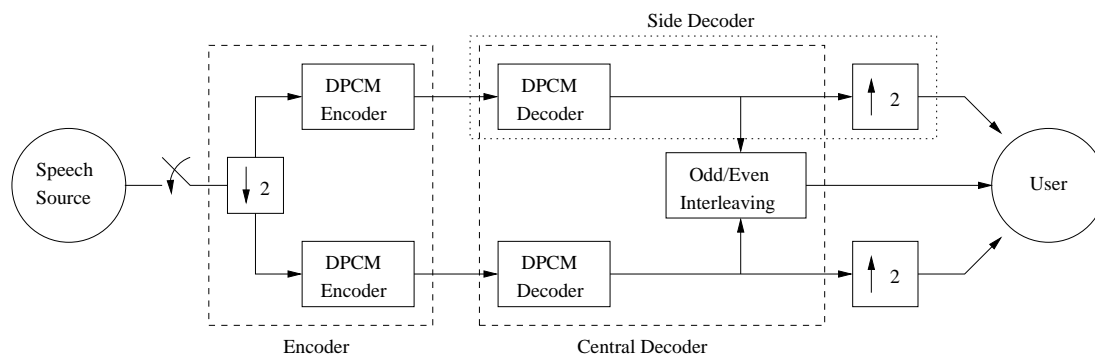 Side Decoder
DPCM
Encoder
DPCM
Decoder
2
Speech
Source
2
Odd/Even
Interleaving
User
DPCM
Encoder
DPCM
Decoder
2
Encoder
Central Decoder